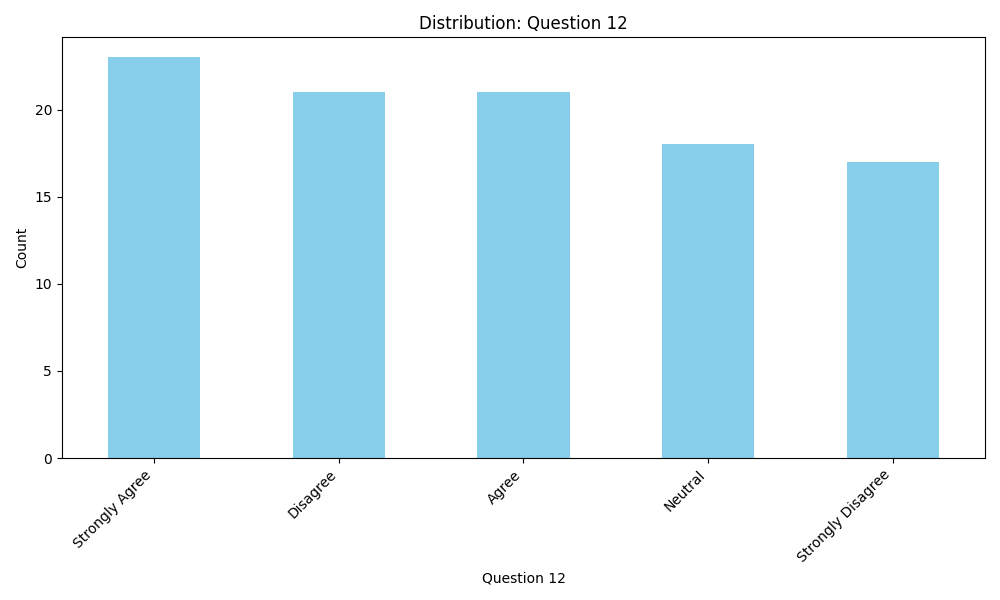 Distribution: Question 12
Count
20
15
10
5
0
Strongly Agree
Disagree
Agree
Neutral
Strongly Disagree
Question 12